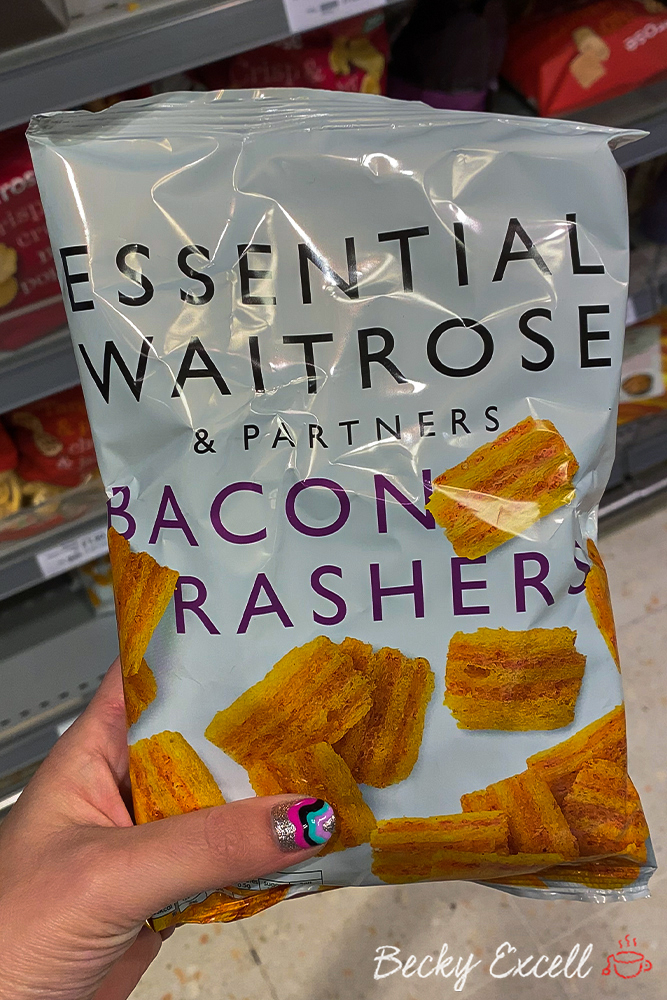 ESSENTIAL
WAITROSE
& PARTNERS
BACON
RASHERS
Becky Excell